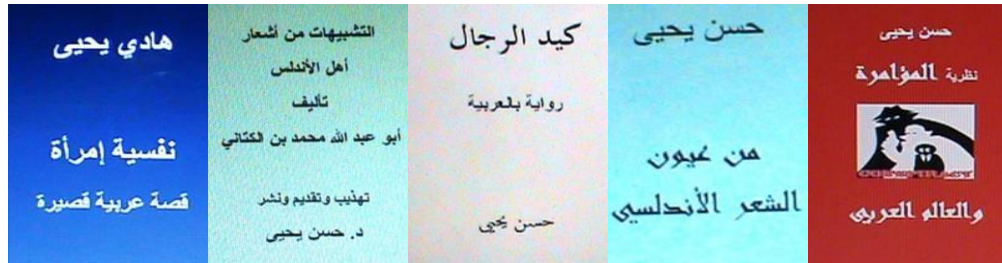 هادي يحيى
نفسية إمرأة
قصة عربية قصيرة
التشبيهات من أشعار
أهل الأندلس
تأليف
أبو عبد الله محمد بن الكتاني
تهذيب وتقديم ونشر
د. حسن يحيى
كيد الرجال
رواية بالعربية
حسن يحيى
حسن يحيى
من عيون
الشعر الأندلسي
حسن يحيى
نظرية المؤامرة
والعالم العربي